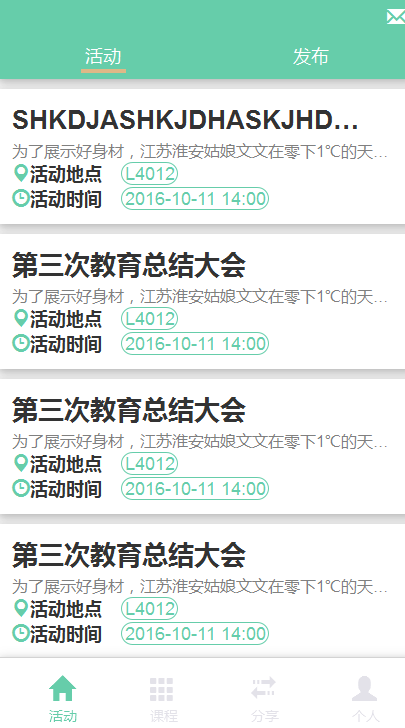 活动
发布
SHKDJASHKJDHASKJHD...
为了展示好身材，江苏淮安姑娘文文在零下1℃的天...
活动地点 L4012
活动时间 2016-10-11 14:00
第三次教育总结大会
为了展示好身材，江苏淮安姑娘文文在零下1℃的天...
活动地点 L4012
活动时间 2016-10-11 14:00
第三次教育总结大会
为了展示好身材，江苏淮安姑娘文文在零下1℃的天...
活动地点 L4012
活动时间 2016-10-11 14:00
第三次教育总结大会
为了展示好身材，江苏淮安姑娘文文在零下1℃的天...
活动地点 L4012
活动时间 2016-10-11 14:00
活动
课程
分享
个人